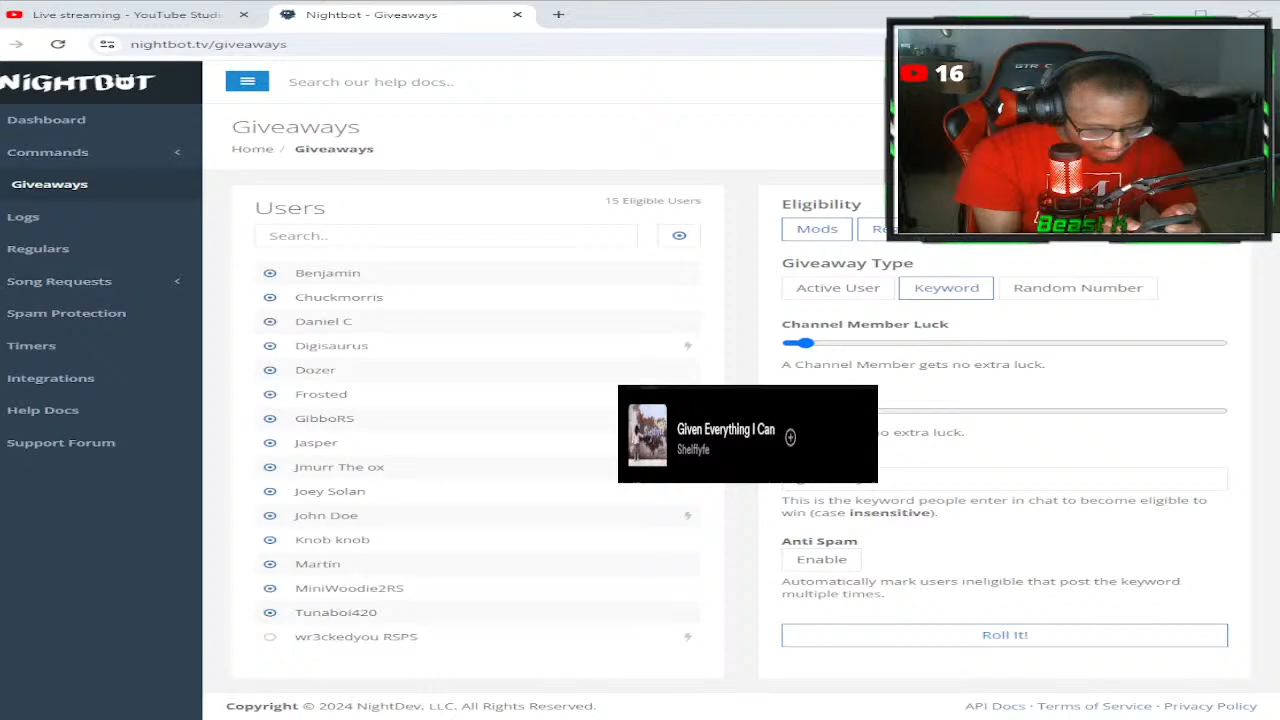 Live streaming - YouTube Studi
Nightbot - Giveaways
nightbot.tv/giveaways
NIGHTBOT
Search our help docs..
GTR
16
Dashboard
Commands
Giveaways
Logs
Regulars
Song Requests
Spam Protection
Timers
Integrations
Help Docs
Support Forum
Giveaways
Home / Giveaways
Users
15 Eligible Users
Search..
Benjamin
Chuckmorris
Daniel C
Digisaurus
Dozer
Frosted
GibboRS
Jasper
Jmurr The ox
Joey Solan
John Doe
Knob knob
Martin
MiniWoodie2RS
Tunaboi420
wr3ckedyou RSPS
Eligibility
Mods
Giveaway Type
Active User
Keyword
Random Number
Channel Member Luck
A Channel Member gets no extra luck.
Given Everything I Can
Shelflyfe
no extra luck.
This is the keyword people enter in chat to become eligible to
win (case insensitive).
Anti Spam
Enable
Automatically mark users ineligible that post the keyword
multiple times.
Roll It!
Copyright © 2024 NightDev, LLC. All Rights Reserved.
API Docs · Terms of Service · Privacy Policy